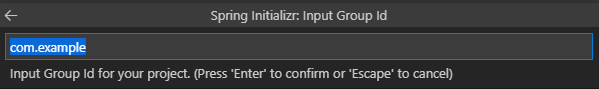 Spring Initializr: Input Group Id
com.example
Input Group Id for your project. (Press 'Enter' to confirm or 'Escape' to cancel)